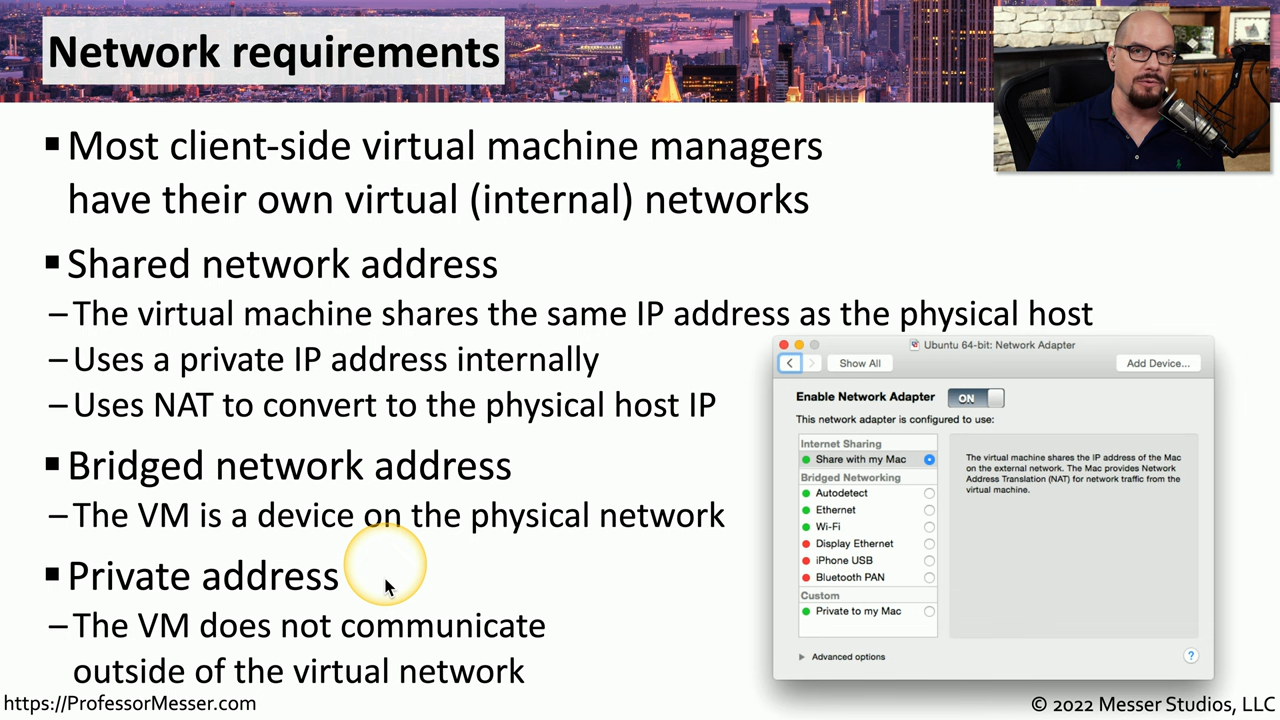 Network requirements
▪ Most client-side virtual machine managers
have their own virtual (internal) networks
▪ Shared network address
– The virtual machine shares the same IP address as the physical host
– Uses a private IP address internally
– Uses NAT to convert to the physical host IP
▪ Bridged network address
– The VM is a device on the physical network
▪ Private address
– The VM does not communicate
outside of the virtual network
Ubuntu 64-bit: Network Adapter
Show All
Add Device...
Enable Network Adapter
ON
This network adapter is configured to use:
Internet Sharing
Share with my Mac
Bridged Networking
Autodetect
Ethernet
Wi-Fi
Display Ethernet
iPhone USB
Bluetooth PAN
Custom
Private to my Mac
The virtual machine shares the IP address of the Mac
on the external network. The Mac provides Network
Address Translation (NAT) for network traffic from the
virtual machine.
Advanced options
?
https://ProfessorMesser.com
© 2022 Messer Studios, LLC